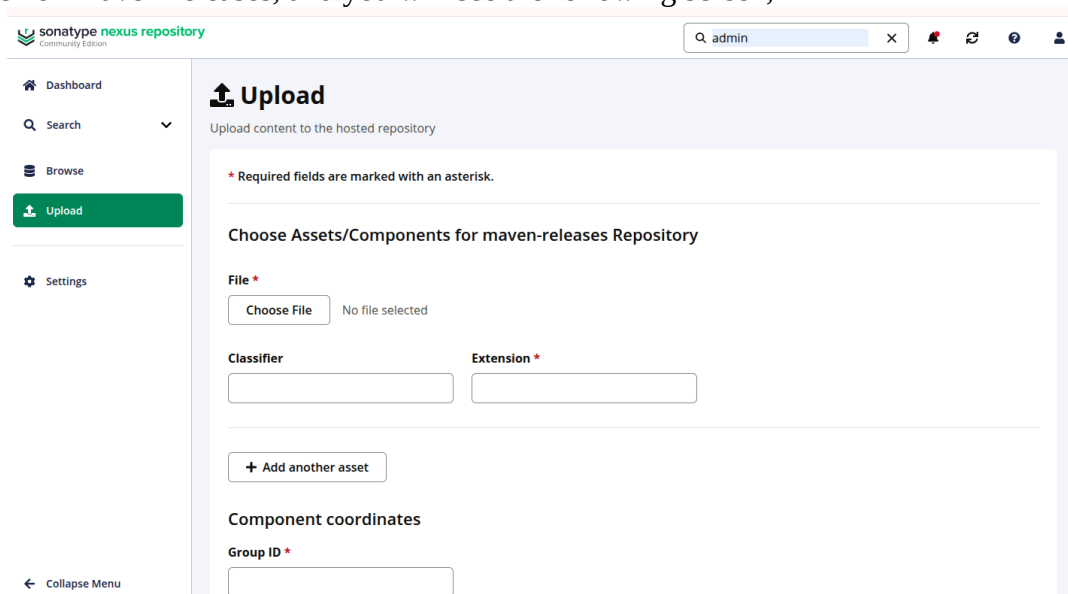 sonatype nexus repository
Community Edition
admin
Dashboard
Search
Browse
Upload
Settings
Collapse Menu
Upload
Upload content to the hosted repository
* Required fields are marked with an asterisk.
Choose Assets/Components for maven-releases Repository
File *
Choose File No file selected
Classifier Extension *
+ Add another asset
Component coordinates
Group ID *